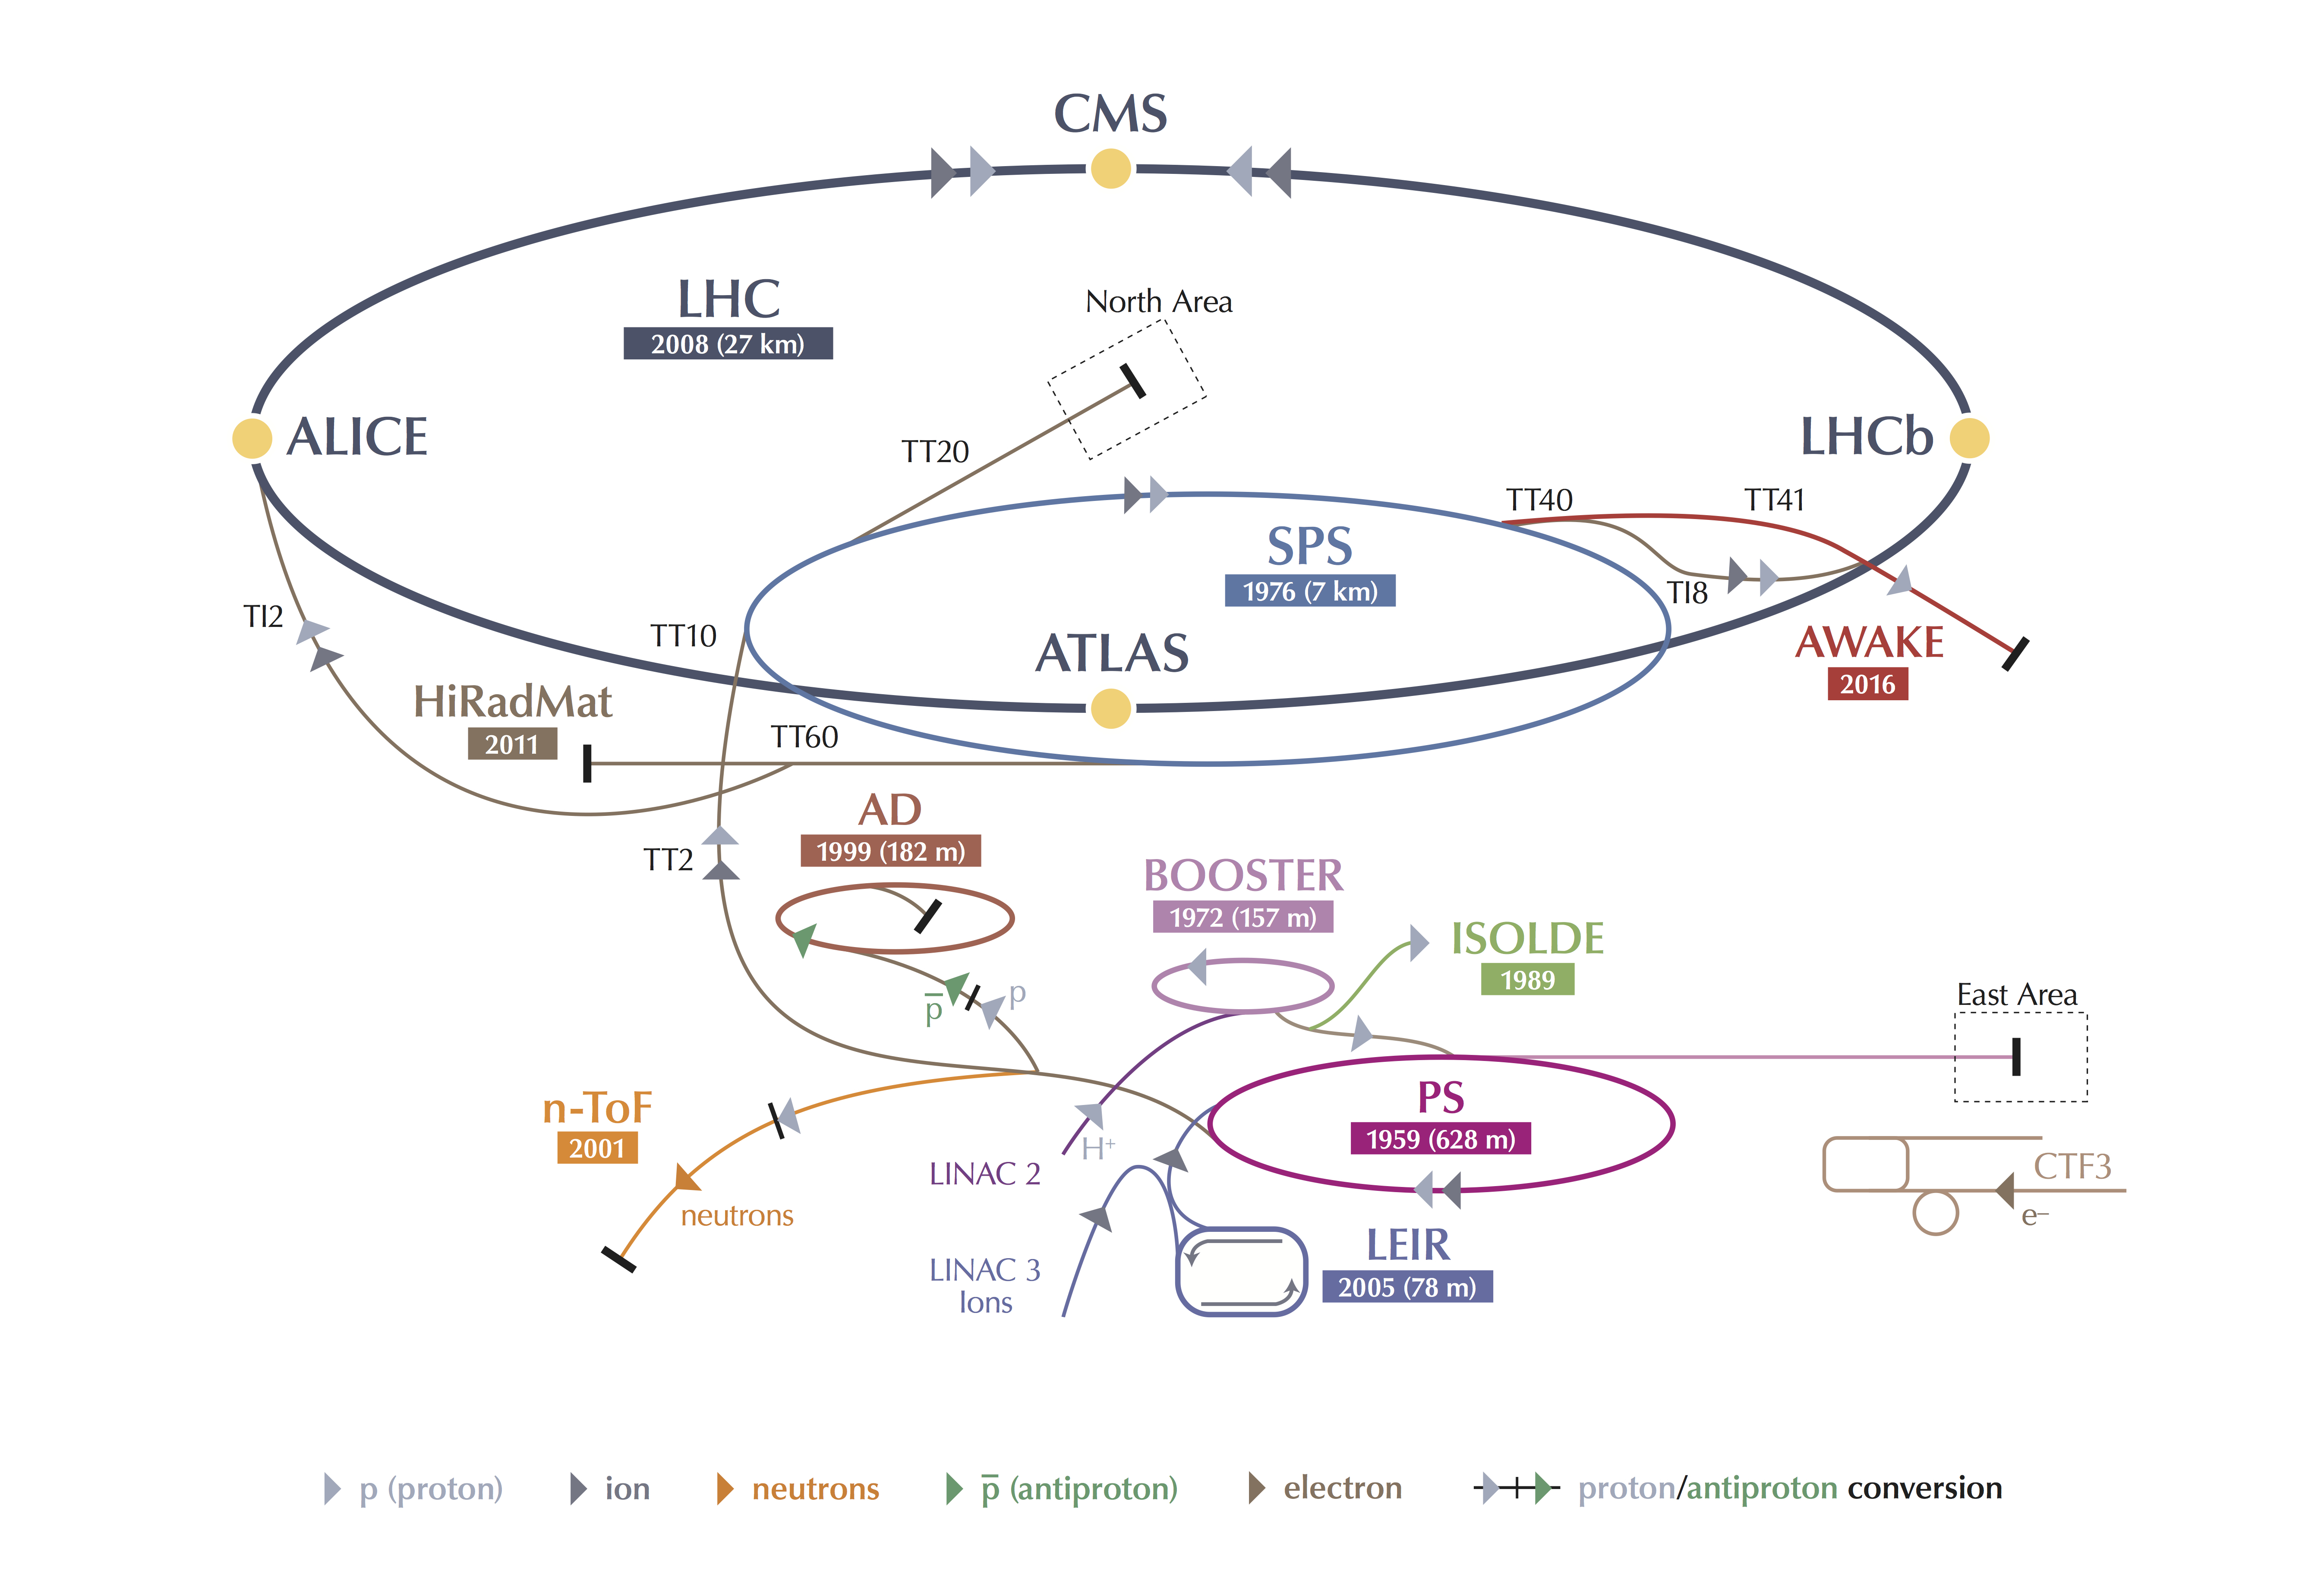 CMS
LHC
2008 (27 km)
North Area
ALICE
LHCb
TT20
TT40
TT41
SPS
1976 (7 km)
TI8
TI2
TT10
ATLAS
AWAKE
2016
HiRadMat
2011
TT60
AD
1999 (182 m)
TT2
BOOSTER
1972 (157 m)
ISOLDE
1989
p
p̅
East Area
n-ToF
2001
PS
1959 (628 m)
H⁺
LINAC 2
CTF3
e⁻
neutrons
LEIR
2005 (78 m)
LINAC 3
Ions
p (proton)
ion
neutrons
p̅ (antiproton)
electron
proton/antiproton conversion